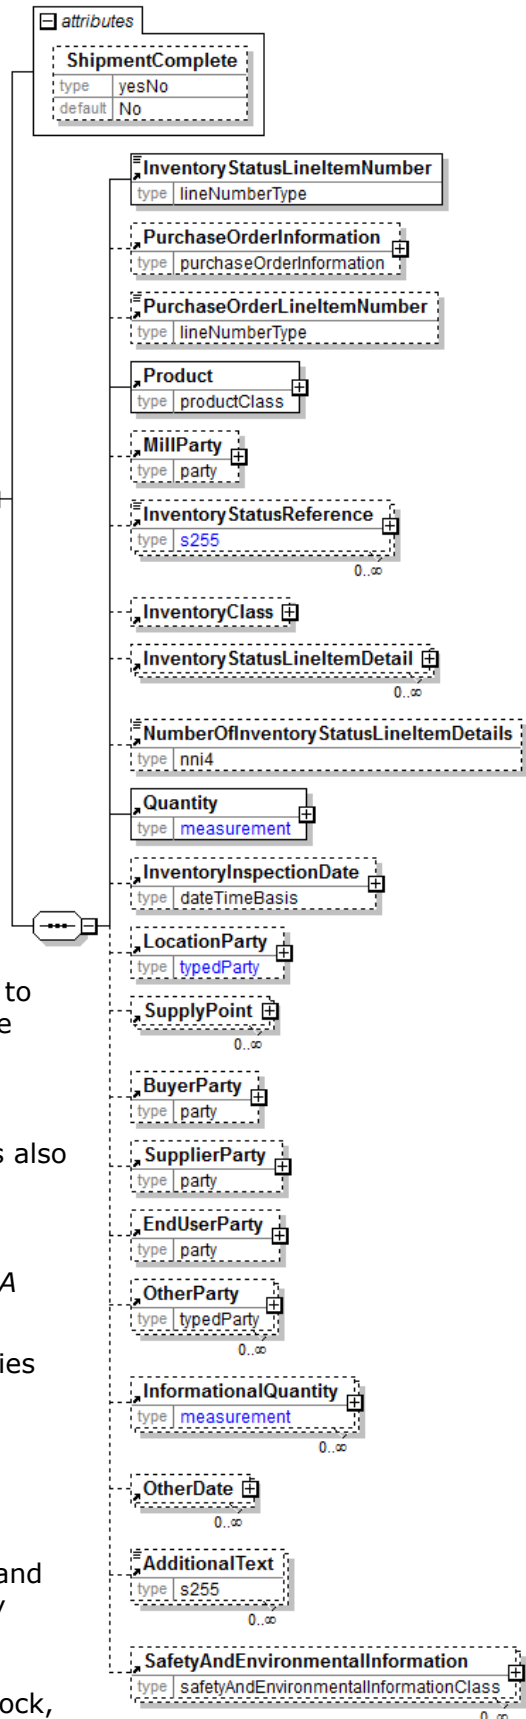 attributes
ShipmentComplete
type yesNo
default No
InventoryStatusLineItemNumber
type lineNumberType
PurchaseOrderInformation
type purchaseOrderInformation
PurchaseOrderLineItemNumber
type lineNumberType
Product
type productClass
MillParty
type party
InventoryStatusReference
type s255
0..∞
InventoryClass
InventoryStatusLineItemDetail
0..∞
NumberOfInventoryStatusLineItemDetails
type nni4
Quantity
type measurement
InventoryInspectionDate
type dateTimeBasis
LocationParty
type typedParty
to
SupplyPoint
e
0..∞
BuyerParty
type party
s also
SupplierParty
type party
EndUserParty
type party
A
OtherParty
type typedParty
0..∞
ies
InformationalQuantity
type measurement
0..∞
OtherDate
0..∞
and
AdditionalText
type s255
0..∞
SafetyAndEnvironmentalInformation
type safetyAndEnvironmentalInformationClass
ock,
0..∞